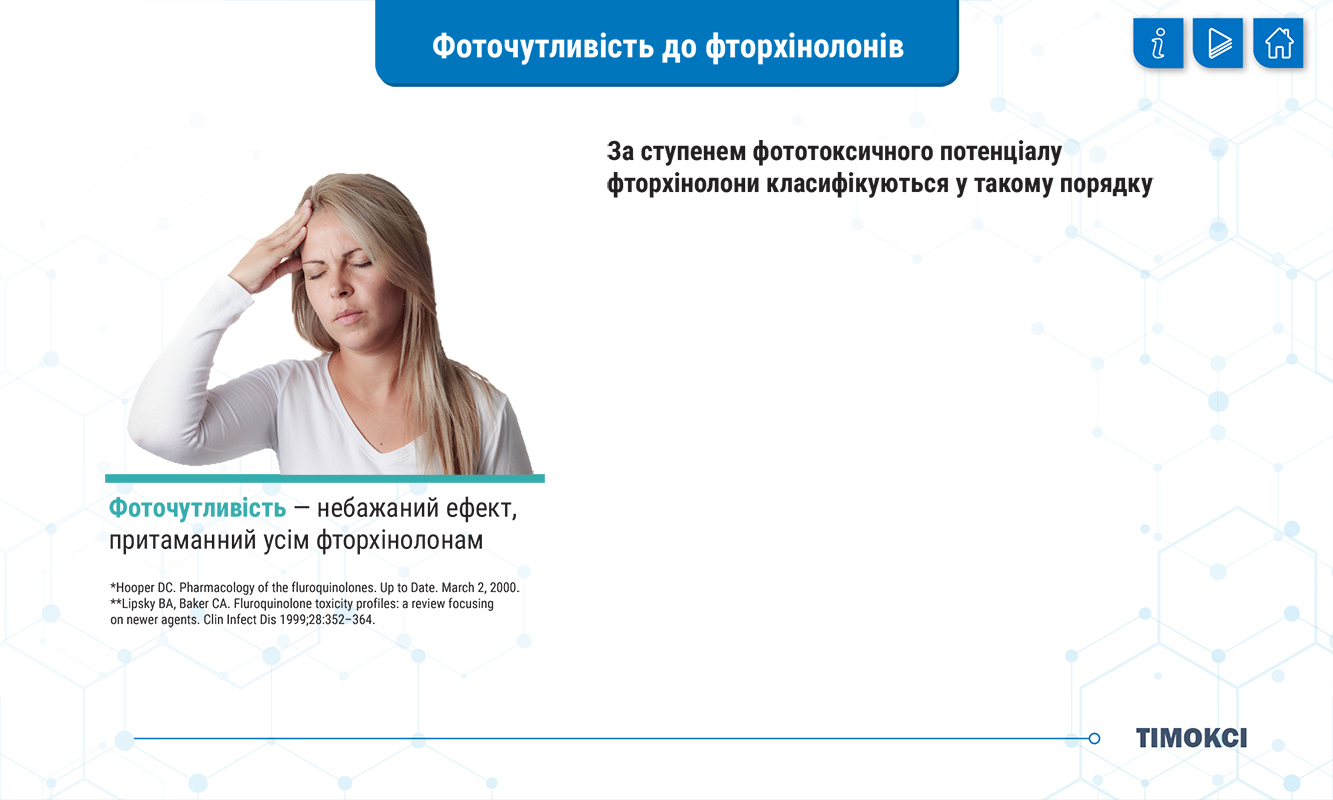 Фоточутливість до фторхінолонів
За ступенем фототоксичного потенціалу
фторхінолони класифікуються у такому порядку
Фоточутливість — небажаний ефект,
притаманний усім фторхінолонам
*Hooper DC. Pharmacology of the fluroquinolones. Up to Date. March 2, 2000.
**Lipsky BA, Baker CA. Fluroquinolone toxicity profiles: a review focusing
on newer agents. Clin Infect Dis 1999;28:352–364.
ТІМОКСІ